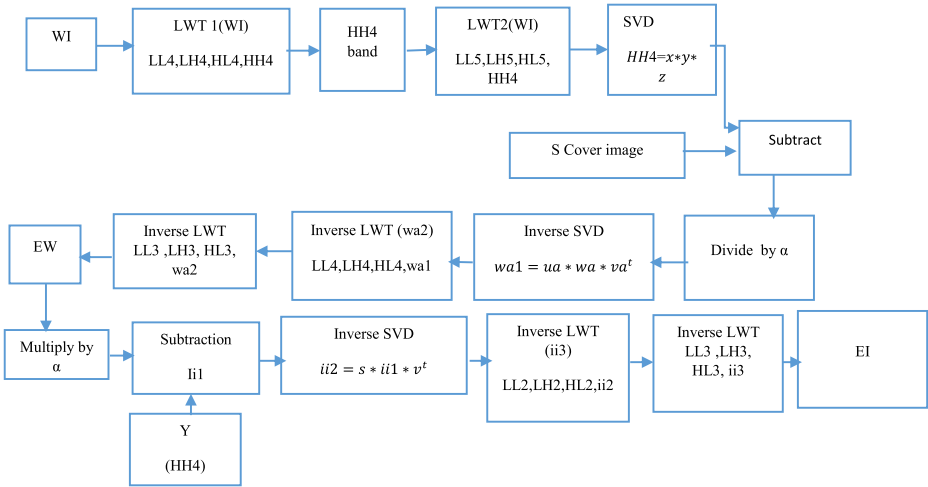 WI
LWT 1(WI)
LL4,LH4,HL4,HH4
HH4
band
LWT2(WI)
LL5,LH5,HL5,
HH4
SVD
HH4=x∗y∗
z
S Cover image
Subtract
EW
Inverse LWT
LL3 ,LH3, HL3,
wa2
Inverse LWT (wa2)
LL4,LH4,HL4,wa1
Inverse SVD
wa1 = ua ∗ wa ∗ vaᵗ
Divide by α
Multiply by
α
Subtraction
Ii1
Inverse SVD
ii2 = s ∗ ii1 ∗ vᵗ
Inverse LWT
(ii3)
LL2,LH2,HL2,ii2
Inverse LWT
LL3 ,LH3,
HL3, ii3
EI
Y
(HH4)